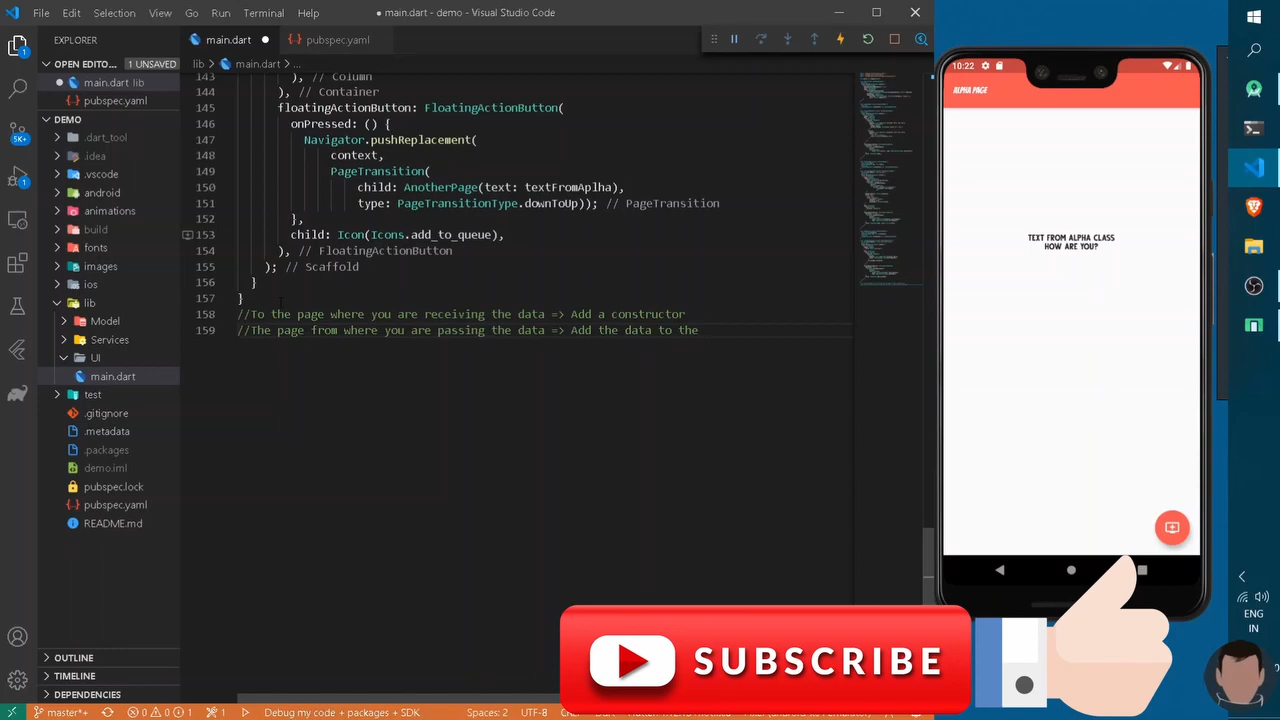 File Edit Selection View Go Run Terminal Help
● main.dart - demo - Visual Studio Code
EXPLORER
main.dart
pubspec.yaml
OPEN EDITO... 1 UNSAVED
main.dart lib
pubspec.yaml
DEMO
.dart_tool
.idea
.vscode
android
animations
build
fonts
images
ios
lib
Model
Services
UI
main.dart
test
.gitignore
.metadata
.packages
demo.iml
pubspec.lock
pubspec.yaml
README.md
OUTLINE
TIMELINE
DEPENDENCIES
lib > main.dart > ...
143 ), // Column
144 ), // Container
145 floatingActionButton: FloatingActionButton(
146 onPressed: () {
147 Navigator.pushReplacement(
148 context,
149 PageTransition(
150 child: AnotherPage(text:
151 type: PageTransitionType.downToUp)); // PageTransition
152 },
153 child: Icon(Icons.add_to_queue),
154 ), // FloatingActionButton
155 ); // Scaffold
156 }
157 }
158 //To the page where you are receiving the data => Add a constructor
159 //The page from where you are passing the data => Add the data to the
10:22
ALPHA PAGE
TEXT FROM ALPHA CLASS
HOW ARE YOU?
5K+
1
1
SUBSCRIBE
ENG
IN
master*+ 0 0 1 1 Debug my code + packages + SDK Spaces: 2 UTF-8